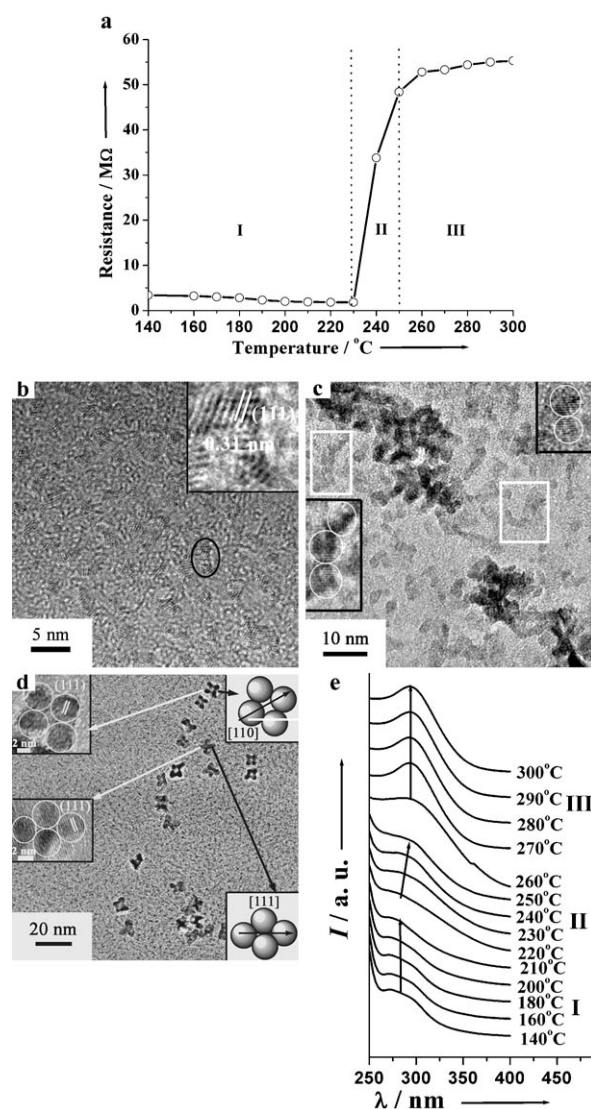 a
60
50
40
30
20
10
0
Resistance / MΩ
I
II
III
140 160 180 200 220 240 260 280 300
Temperature / °C
b
(111)
0.31 nm
5 nm
c
10 nm
d
(111)
2 nm
[110]
(111)
2 nm
[111]
20 nm
e
I / a. u.
300°C
290°C
III
280°C
270°C
260°C
250°C
240°C
II
230°C
220°C
210°C
200°C
180°C
I
160°C
140°C
250 300 350 400 450
λ / nm